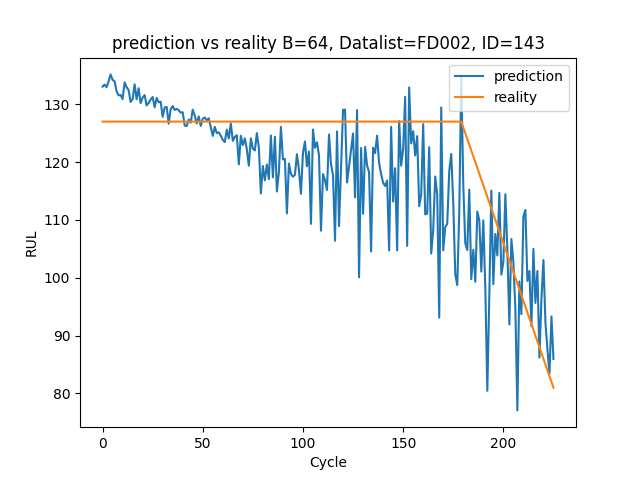 prediction vs reality B=64, Datalist=FD002, ID=143
prediction
reality
RUL
130
120
110
100
90
80
0
50
100
150
200
Cycle